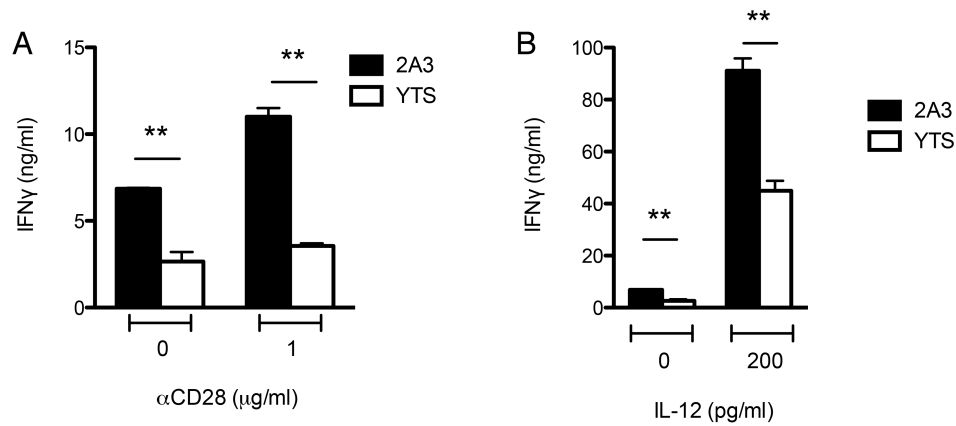 A
15
10
5
0
IFNγ (ng/ml)
**
**
2A3
YTS
0
1
αCD28 (μg/ml)
B
100
80
60
40
20
0
IFNγ (ng/ml)
**
**
2A3
YTS
0
200
IL-12 (pg/ml)